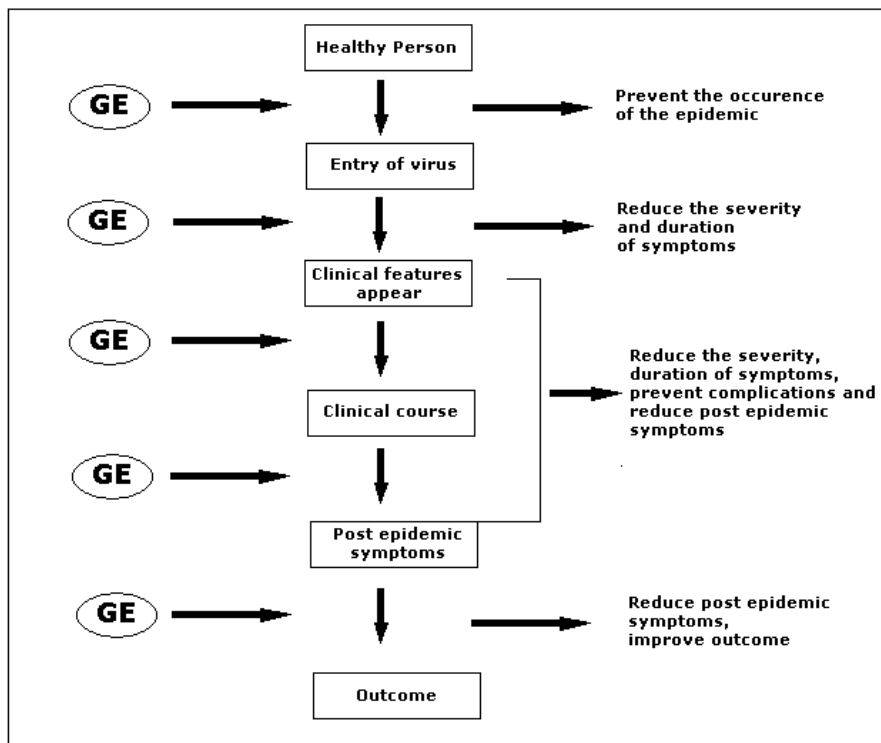 Healthy Person
GE
Prevent the occurence
of the epidemic
Entry of virus
GE
Reduce the severity
and duration
of symptoms
Clinical features
appear
GE
Reduce the severity,
duration of symptoms,
prevent complications and
reduce post epidemic
symptoms
Clinical course
GE
Post epidemic
symptoms
GE
Reduce post epidemic
symptoms,
improve outcome
Outcome